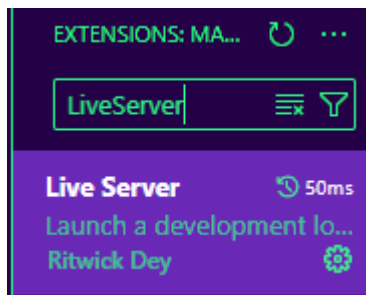 EXTENSIONS: MA...
LiveServer
Live Server 50ms
Launch a development lo...
Ritwick Dey